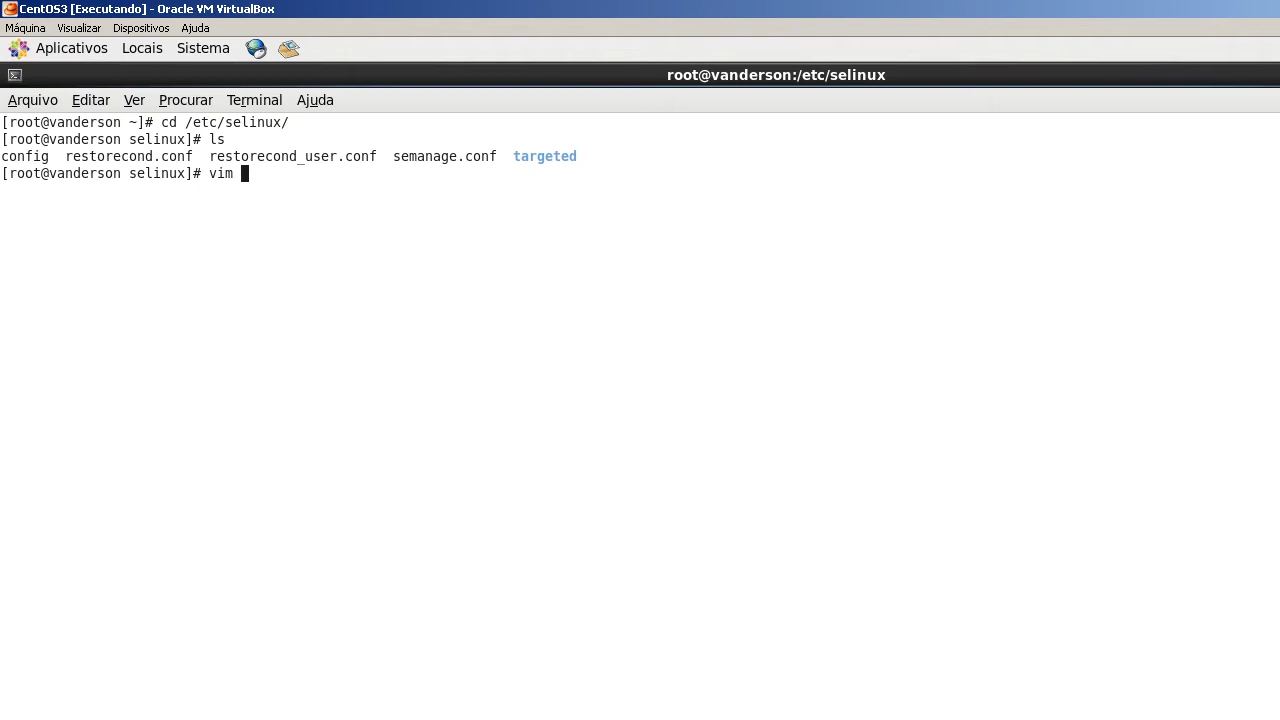 CentOS3 [Executando] - Oracle VM VirtualBox
Máquina Visualizar Dispositivos Ajuda
Aplicativos Locais Sistema
root@vanderson:/etc/selinux
Arquivo Editar Ver Procurar Terminal Ajuda
[root@vanderson ~]# cd /etc/selinux/
[root@vanderson selinux]# ls
config  restorecond.conf  restorecond_user.conf  semanage.conf  targeted
[root@vanderson selinux]# vim